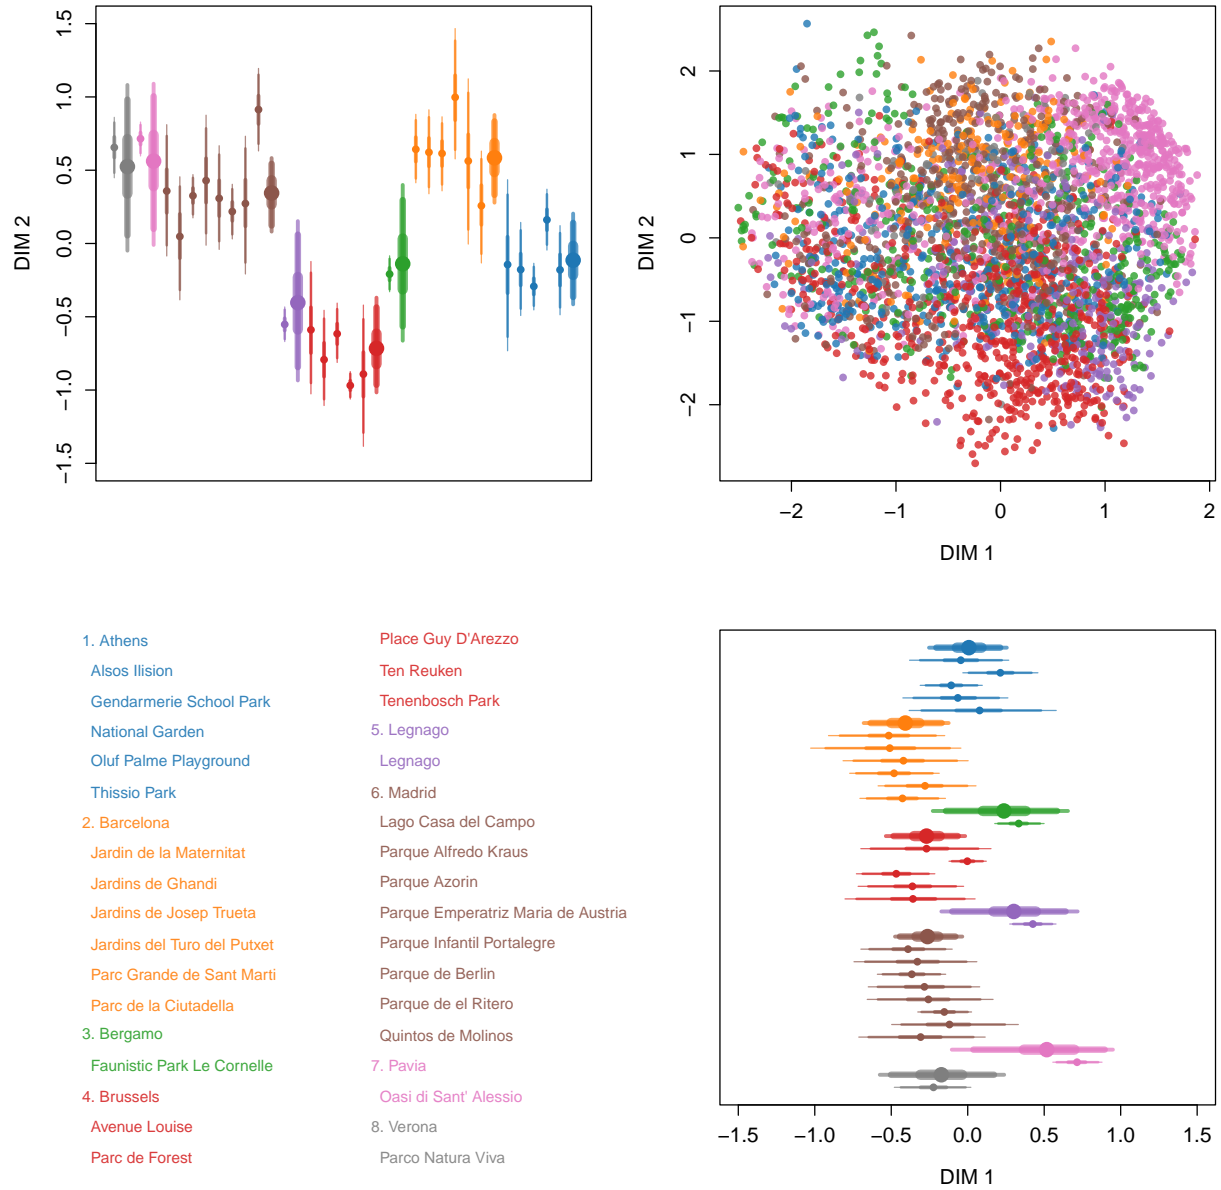 1.5
1.0
0.5
0.0
−0.5
−1.0
−1.5
DIM 2
2
1
0
−1
−2
DIM 2
−2
−1
0
1
2
DIM 1
1. Athens
Alsos Ilision
Gendarmerie School Park
National Garden
Oluf Palme Playground
Thissio Park
2. Barcelona
Jardin de la Maternitat
Jardins de Ghandi
Jardins de Josep Trueta
Jardins del Turo del Putxet
Parc Grande de Sant Marti
Parc de la Ciutadella
3. Bergamo
Faunistic Park Le Cornelle
4. Brussels
Avenue Louise
Parc de Forest
Place Guy D'Arezzo
Ten Reuken
Tenenbosch Park
5. Legnago
Legnago
6. Madrid
Lago Casa del Campo
Parque Alfredo Kraus
Parque Azorin
Parque Emperatriz Maria de Austria
Parque Infantil Portalegre
Parque de Berlin
Parque de el Ritero
Quintos de Molinos
7. Pavia
Oasi di Sant' Alessio
8. Verona
Parco Natura Viva
−1.5
−1.0
−0.5
0.0
0.5
1.0
1.5
DIM 1